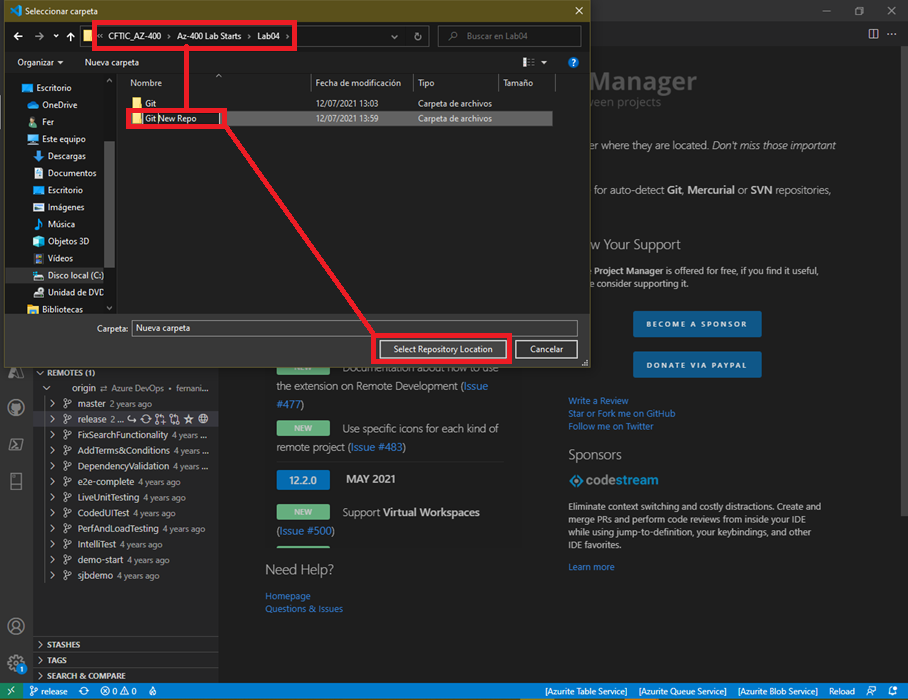 Seleccionar carpeta
« CFTIC_AZ-400 › Az-400 Lab Starts › Lab04 ›
Buscar en Lab04
Organizar
Nueva carpeta
Nombre
Fecha de modificación
Tipo
Tamaño
Git
12/07/2021 13:03
Carpeta de archivos
Git New Repo
12/07/2021 13:59
Carpeta de archivos
Escritorio
OneDrive
Fer
Este equipo
Descargas
Documentos
Escritorio
Imágenes
Música
Objetos 3D
Vídeos
Disco local (C:)
Unidad de DVD
Bibliotecas
Carpeta:
Nueva carpeta
Select Repository Location
Cancelar
REMOTES (1)
origin ⇄ Azure DevOps • fernani...
master 2 years ago
release 2 ...
FixSearchFunctionality 4 years ...
AddTerms&Conditions 4 years ...
DependencyValidation 4 years ...
e2e-complete 4 years ago
LiveUnitTesting 4 years ago
CodedUITest 4 years ago
PerfAndLoadTesting 4 years ago
IntelliTest 4 years ago
demo-start 4 years ago
sjbdemo 4 years ago
STASHES
TAGS
SEARCH & COMPARE
the extension on Remote Development (Issue
#477)
NEW
Use specific icons for each kind of
remote project (Issue #483)
12.2.0
MAY 2021
NEW
Support Virtual Workspaces
(Issue #500)
Need Help?
Homepage
Questions & Issues
Manager
ween projects
er where they are located. Don't miss those important
for auto-detect Git, Mercurial or SVN repositories,
w Your Support
Project Manager is offered for free, if you find it useful,
e consider supporting it.
BECOME A SPONSOR
DONATE VIA PAYPAL
Write a Review
Star or Fork me on GitHub
Follow me on Twitter
Sponsors
codestream
Eliminate context switching and costly distractions. Create and
merge PRs and perform code reviews from inside your IDE
while using jump-to-definition, your keybindings, and other
IDE favorites.
Learn more
1
release
0
0
[Azurite Table Service]
[Azurite Queue Service]
[Azurite Blob Service]
Reload